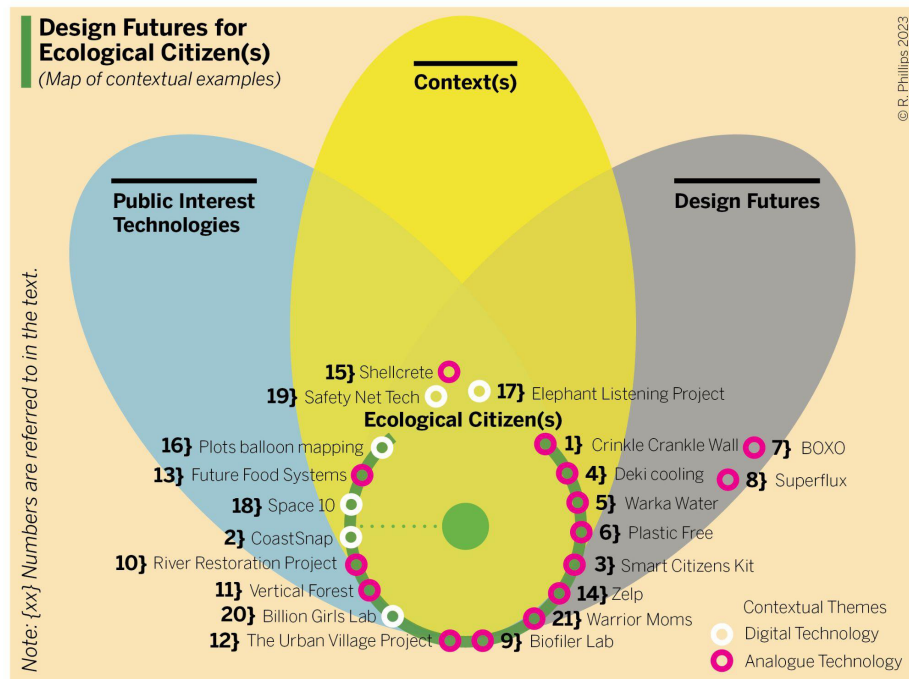 Design Futures for
Ecological Citizen(s)
(Map of contextual examples)
© R. Phillips 2023
Context(s)
Public Interest
Technologies
Design Futures
Note: {xx} Numbers are referred to in the text.
15} Shellcrete
19} Safety Net Tech
17} Elephant Listening Project
Ecological Citizen(s)
16} Plots balloon mapping
1} Crinkle Crankle Wall
7} BOXO
13} Future Food Systems
4} Deki cooling
8} Superflux
18} Space 10
5} Warka Water
2} CoastSnap
6} Plastic Free
10} River Restoration Project
3} Smart Citizens Kit
11} Vertical Forest
14} Zelp
20} Billion Girls Lab
21} Warrior Moms
12} The Urban Village Project
9} Biofiler Lab
Contextual Themes
Digital Technology
Analogue Technology